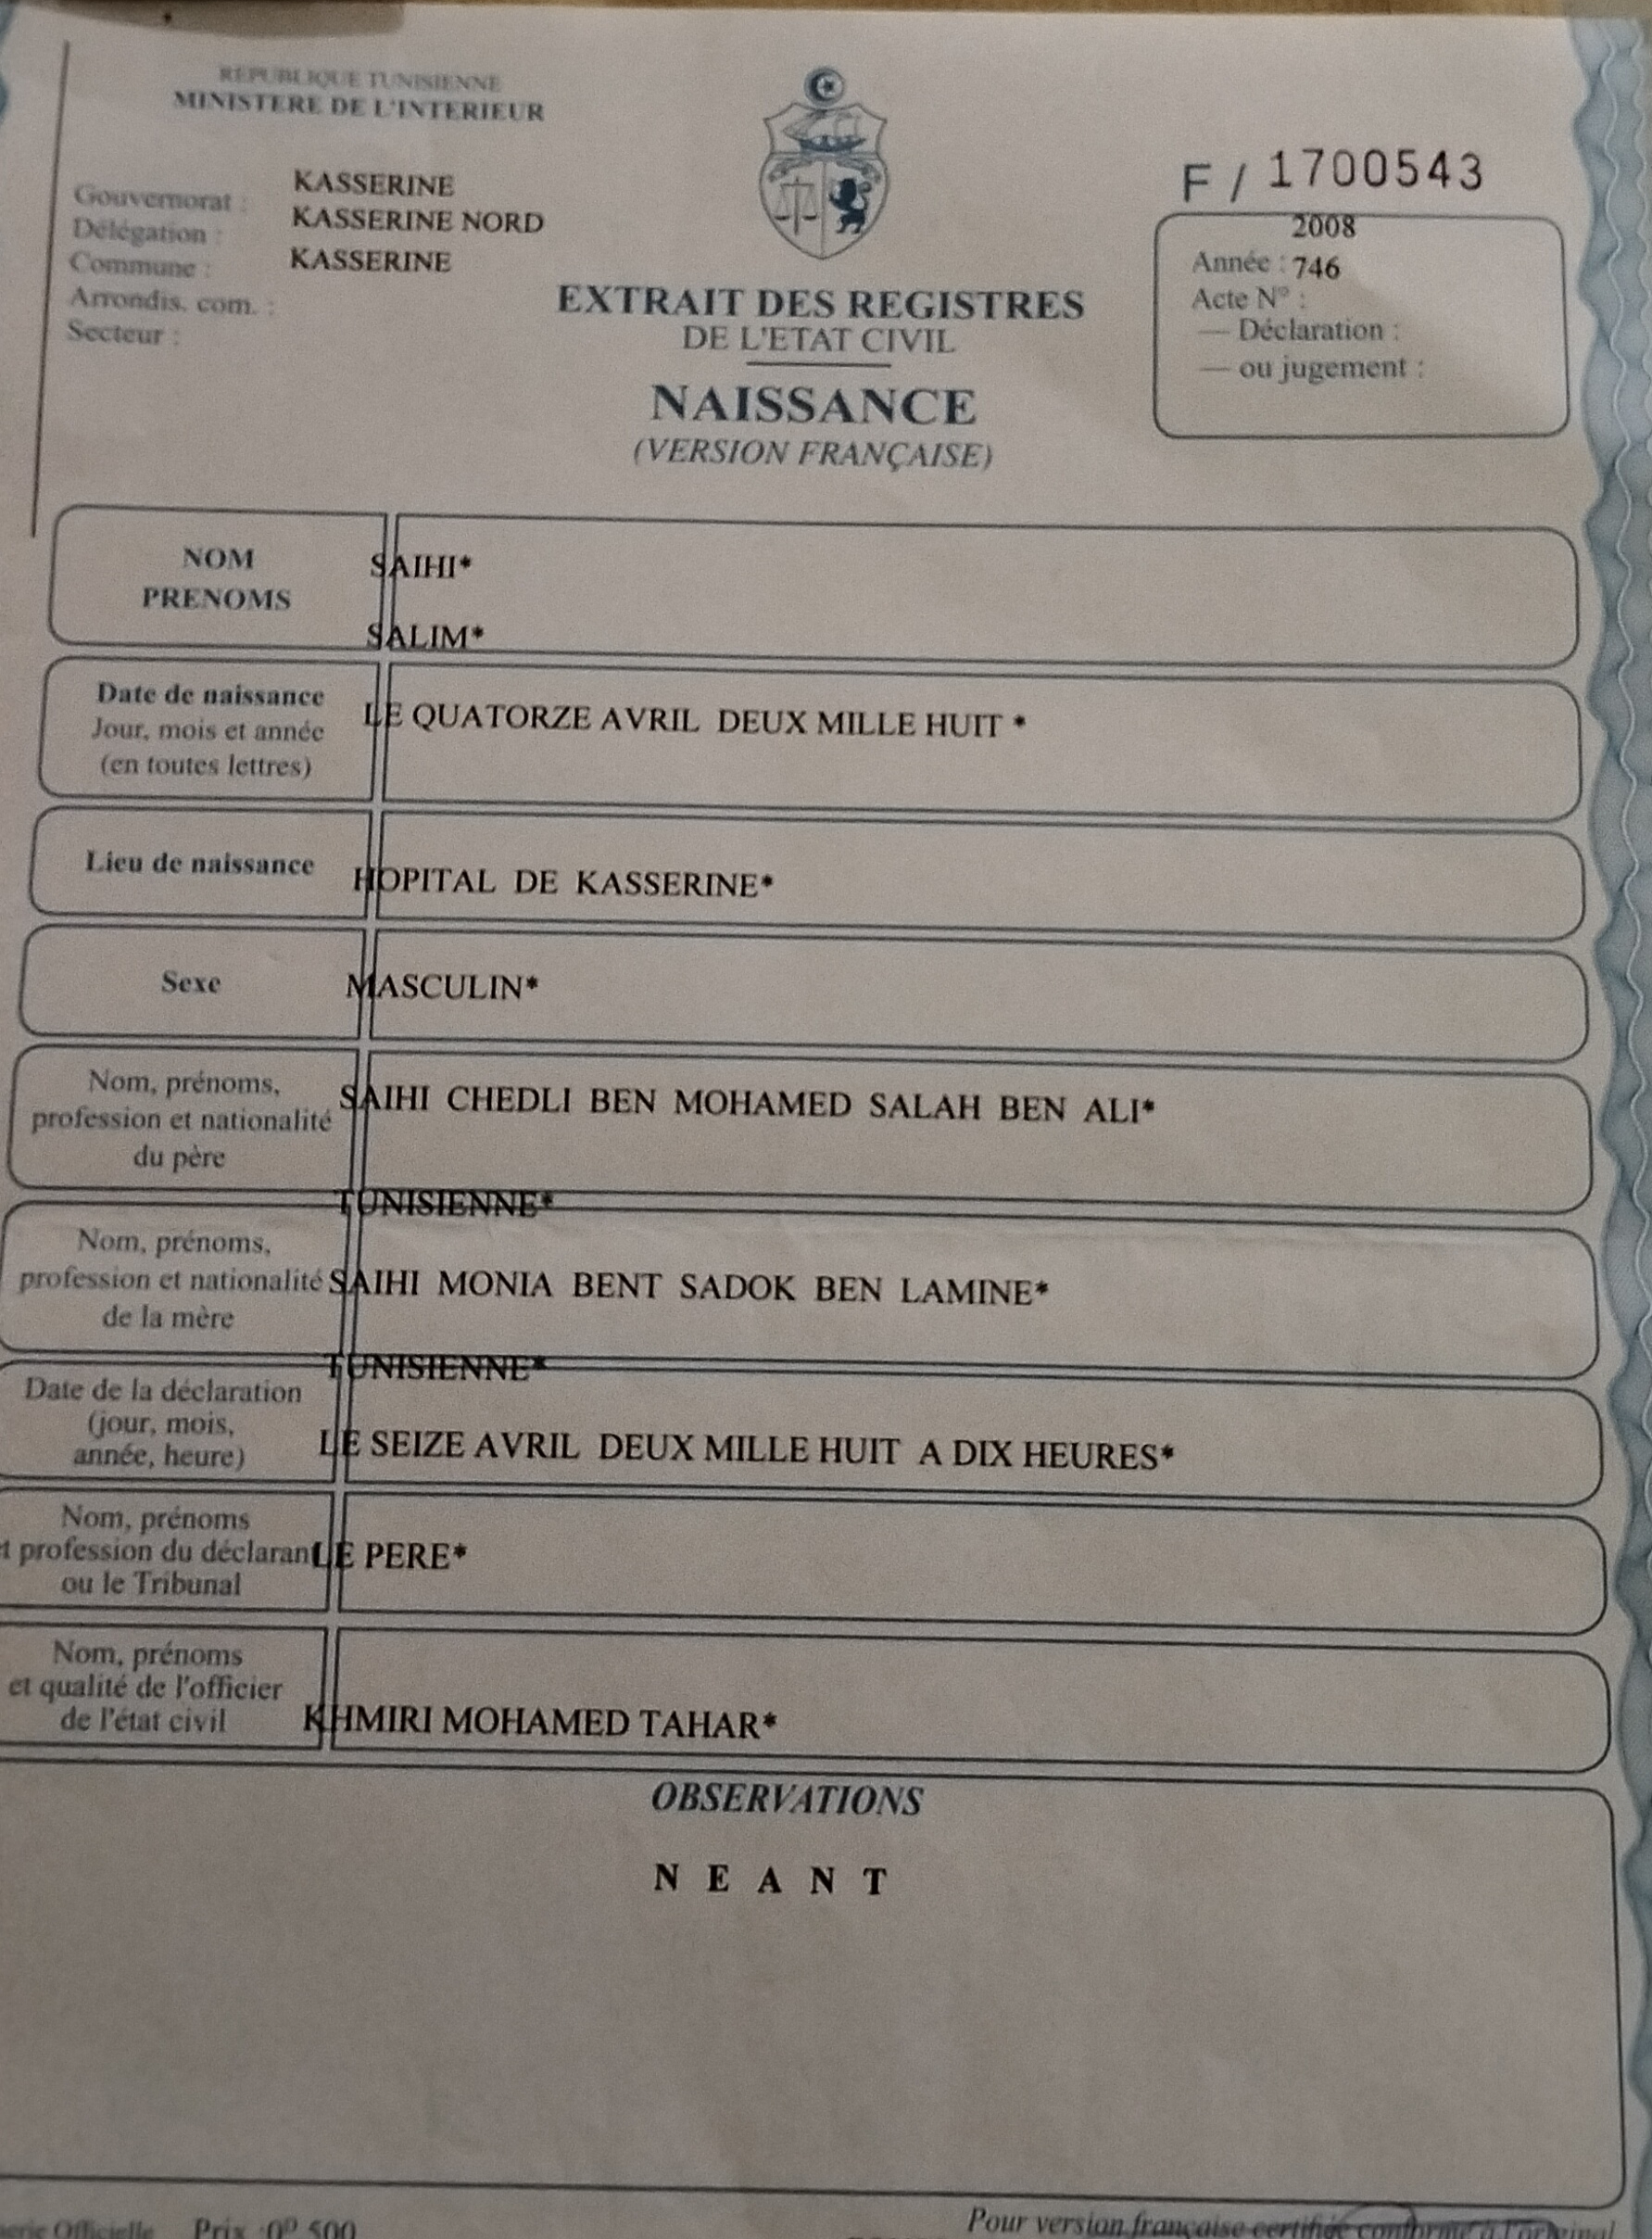 REPUBLIQUE TUNISIENNE
MINISTERE DE L'INTERIEUR
Gouvernorat : KASSERINE
Délégation : KASSERINE NORD
Commune : KASSERINE
Arrondis. com. :
Secteur :
F / 1700543
2008
Année : 746
Acte N° :
— Déclaration :
— ou jugement :
EXTRAIT DES REGISTRES
DE L'ETAT CIVIL
NAISSANCE
(VERSION FRANÇAISE)
NOM
PRENOMS
SAIHI*
SALIM*
Date de naissance
Jour, mois et année
(en toutes lettres)
LE QUATORZE AVRIL DEUX MILLE HUIT *
Lieu de naissance
HOPITAL DE KASSERINE*
Sexe
MASCULIN*
Nom, prénoms,
profession et nationalité
du père
SAIHI CHEDLI BEN MOHAMED SALAH BEN ALI*
TUNISIENNE*
Nom, prénoms,
profession et nationalité
de la mère
SAIHI MONIA BENT SADOK BEN LAMINE*
TUNISIENNE*
Date de la déclaration
(jour, mois,
année, heure)
LE SEIZE AVRIL DEUX MILLE HUIT A DIX HEURES*
Nom, prénoms
t profession du déclarant
ou le Tribunal
LE PERE*
Nom, prénoms
et qualité de l'officier
de l'état civil
KHMIRI MOHAMED TAHAR*
OBSERVATIONS
N E A N T
Officielle Prix :0ᴰ 500
Pour version française certifiée conforme à l'original